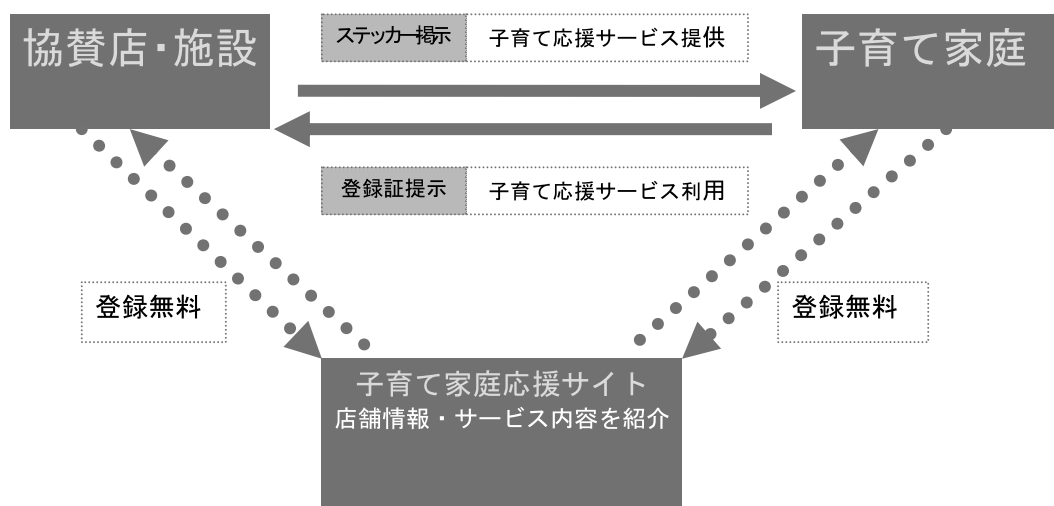 協賛店・施設
ステッカー掲示
子育て応援サービス提供
子育て家庭
登録証提示
子育て応援サービス利用
登録無料
登録無料
子育て家庭応援サイト
店舗情報・サービス内容を紹介